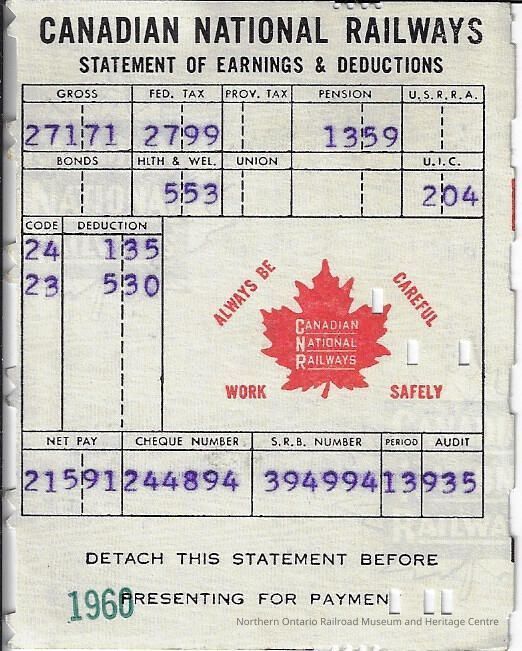 CANADIAN NATIONAL RAILWAYS
STATEMENT OF EARNINGS & DEDUCTIONS
GROSS FED. TAX PROV. TAX PENSION U.S.R.R.A.
27171 2799 1359
BONDS HLTH & WEL. UNION U.I.C.
553 204
CODE DEDUCTION
24 135
23 530
ALWAYS BE CAREFUL
CANADIAN
NATIONAL
RAILWAYS
WORK SAFELY
NET PAY CHEQUE NUMBER S.R.B. NUMBER PERIOD AUDIT
21591 244894 394994 13 935
DETACH THIS STATEMENT BEFORE
1960 PRESENTING FOR PAYMEN
Northern Ontario Railroad Museum and Heritage Centre